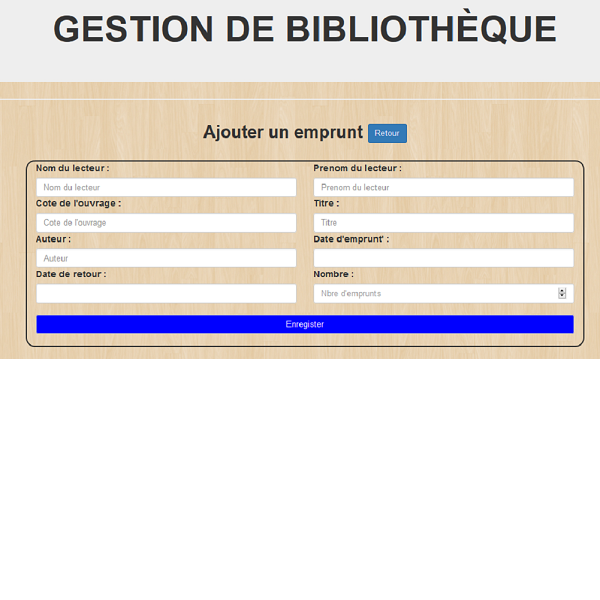 GESTION DE BIBLIOTHÈQUE
Ajouter un emprunt Retour
Nom du lecteur : Prenom du lecteur :
Nom du lecteur Prenom du lecteur
Cote de l'ouvrage : Titre :
Cote de l'ouvrage Titre
Auteur : Date d'emprunt' :
Auteur
Date de retour : Nombre :
Nbre d'emprunts
Enregister